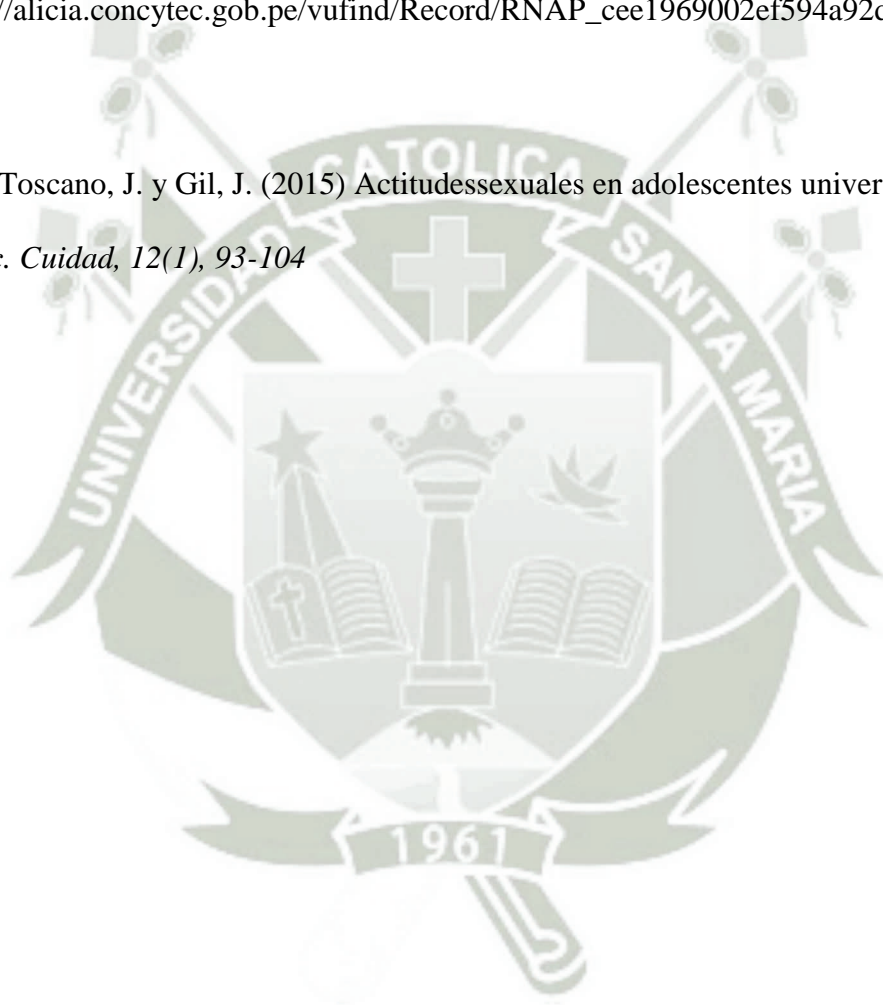 //alicia.concytec.gob.pe/vufind/Record/RNAP_cee1969002ef594a92
Toscano, J. y Gil, J. (2015) Actitudessexuales en adolescentes univer
. Cuidad, 12(1), 93-104
UNIVERSIDAD CATOLICA SANTA MARIA
1961